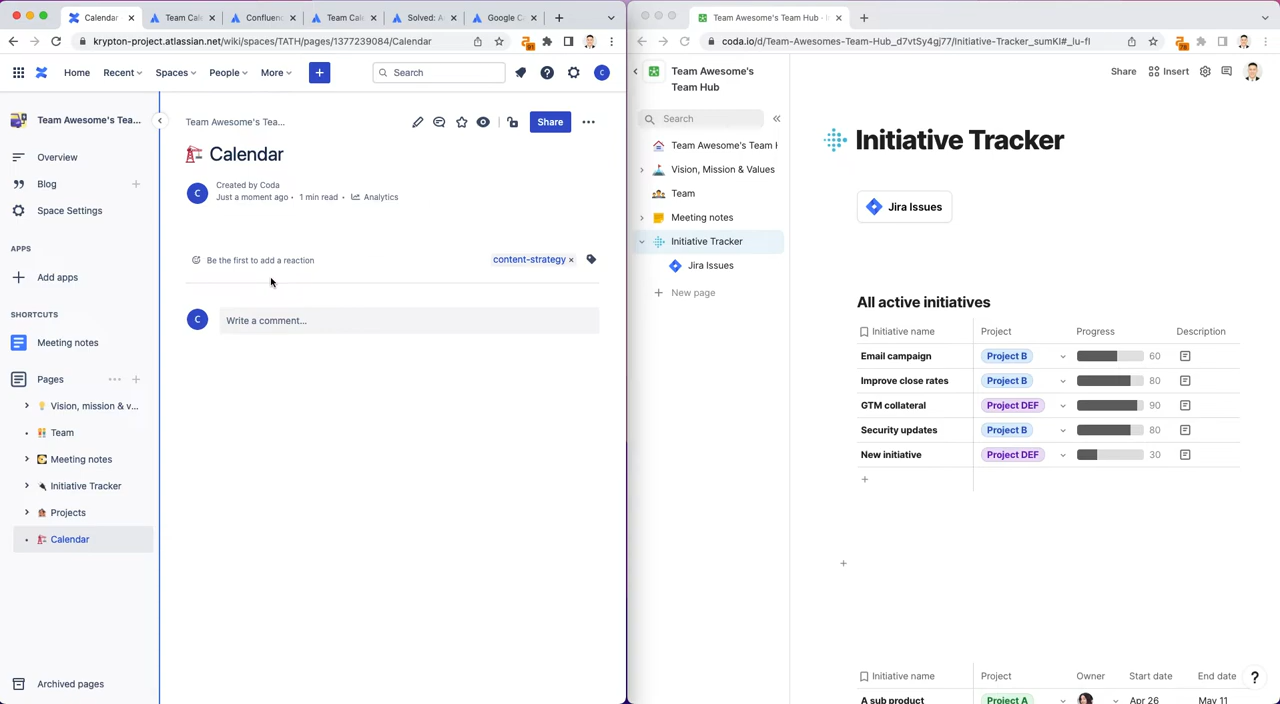 Calendar
Team Cal
Confluen
Team Cal
Solved: A
Google C
krypton-project.atlassian.net/wiki/spaces/TATH/pages/1377239084/Calendar
Home
Recent
Spaces
People
More
+
Search
C
Team Awesome's Tea...
Overview
Blog
Space Settings
APPS
Add apps
SHORTCUTS
Meeting notes
Pages
Vision, mission & v...
Team
Meeting notes
Initiative Tracker
Projects
Calendar
Archived pages
Team Awesome's Tea...
Share
Calendar
C
Created by Coda
Just a moment ago • 1 min read • Analytics
Be the first to add a reaction
content-strategy ×
C
Write a comment...
Team Awesome's Team Hub · I
coda.io/d/Team-Awesomes-Team-Hub_d7vtSy4gj77/Initiative-Tracker_sumKI#_lu-fI
Team Awesome's
Team Hub
Share
Insert
Search
Team Awesome's Team H
Vision, Mission & Values
Team
Meeting notes
Initiative Tracker
Jira Issues
New page
Initiative Tracker
Jira Issues
All active initiatives
Initiative name Project Progress Description
Email campaign Project B 60
Improve close rates Project B 80
GTM collateral Project DEF 90
Security updates Project B 80
New initiative Project DEF 30
Initiative name Project Owner Start date End date
A sub product Project A Apr 26 May 11
?